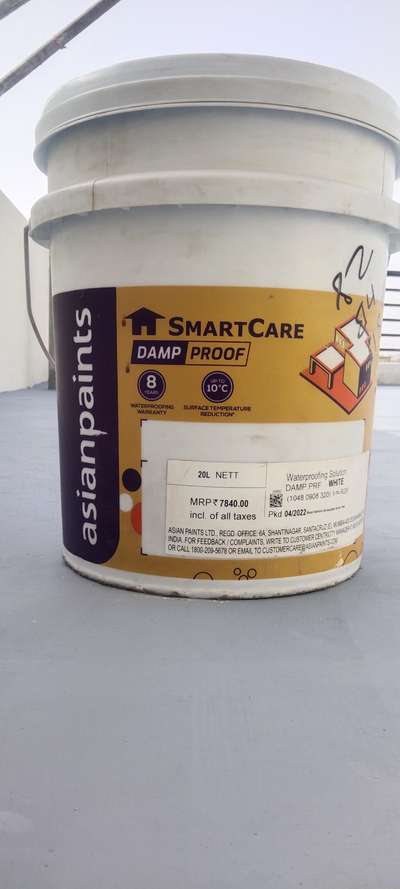 82
asianpaints
SMARTCARE
DAMP PROOF
8
YEARS
WATERPROOFING
WARRANTY
UP TO
10°C
SURFACE TEMPERATURE
REDUCTION*
20L NETT
MRP ₹ 7840.00
incl. of all taxes
Waterproofing Solution
DAMP PRF WHITE
Pkd 04/2022
ASIAN PAINTS LTD., REGD. OFFICE: 6A, SHANTINAGAR, SANTACRUZ (E),
INDIA. FOR FEEDBACK / COMPLAINTS, WRITE TO CUSTOMER CENTRICITY MANAGER
OR CALL 1800-209-5678 OR EMAIL TO CUSTOMERCARE@ASIANPAINTS.COM